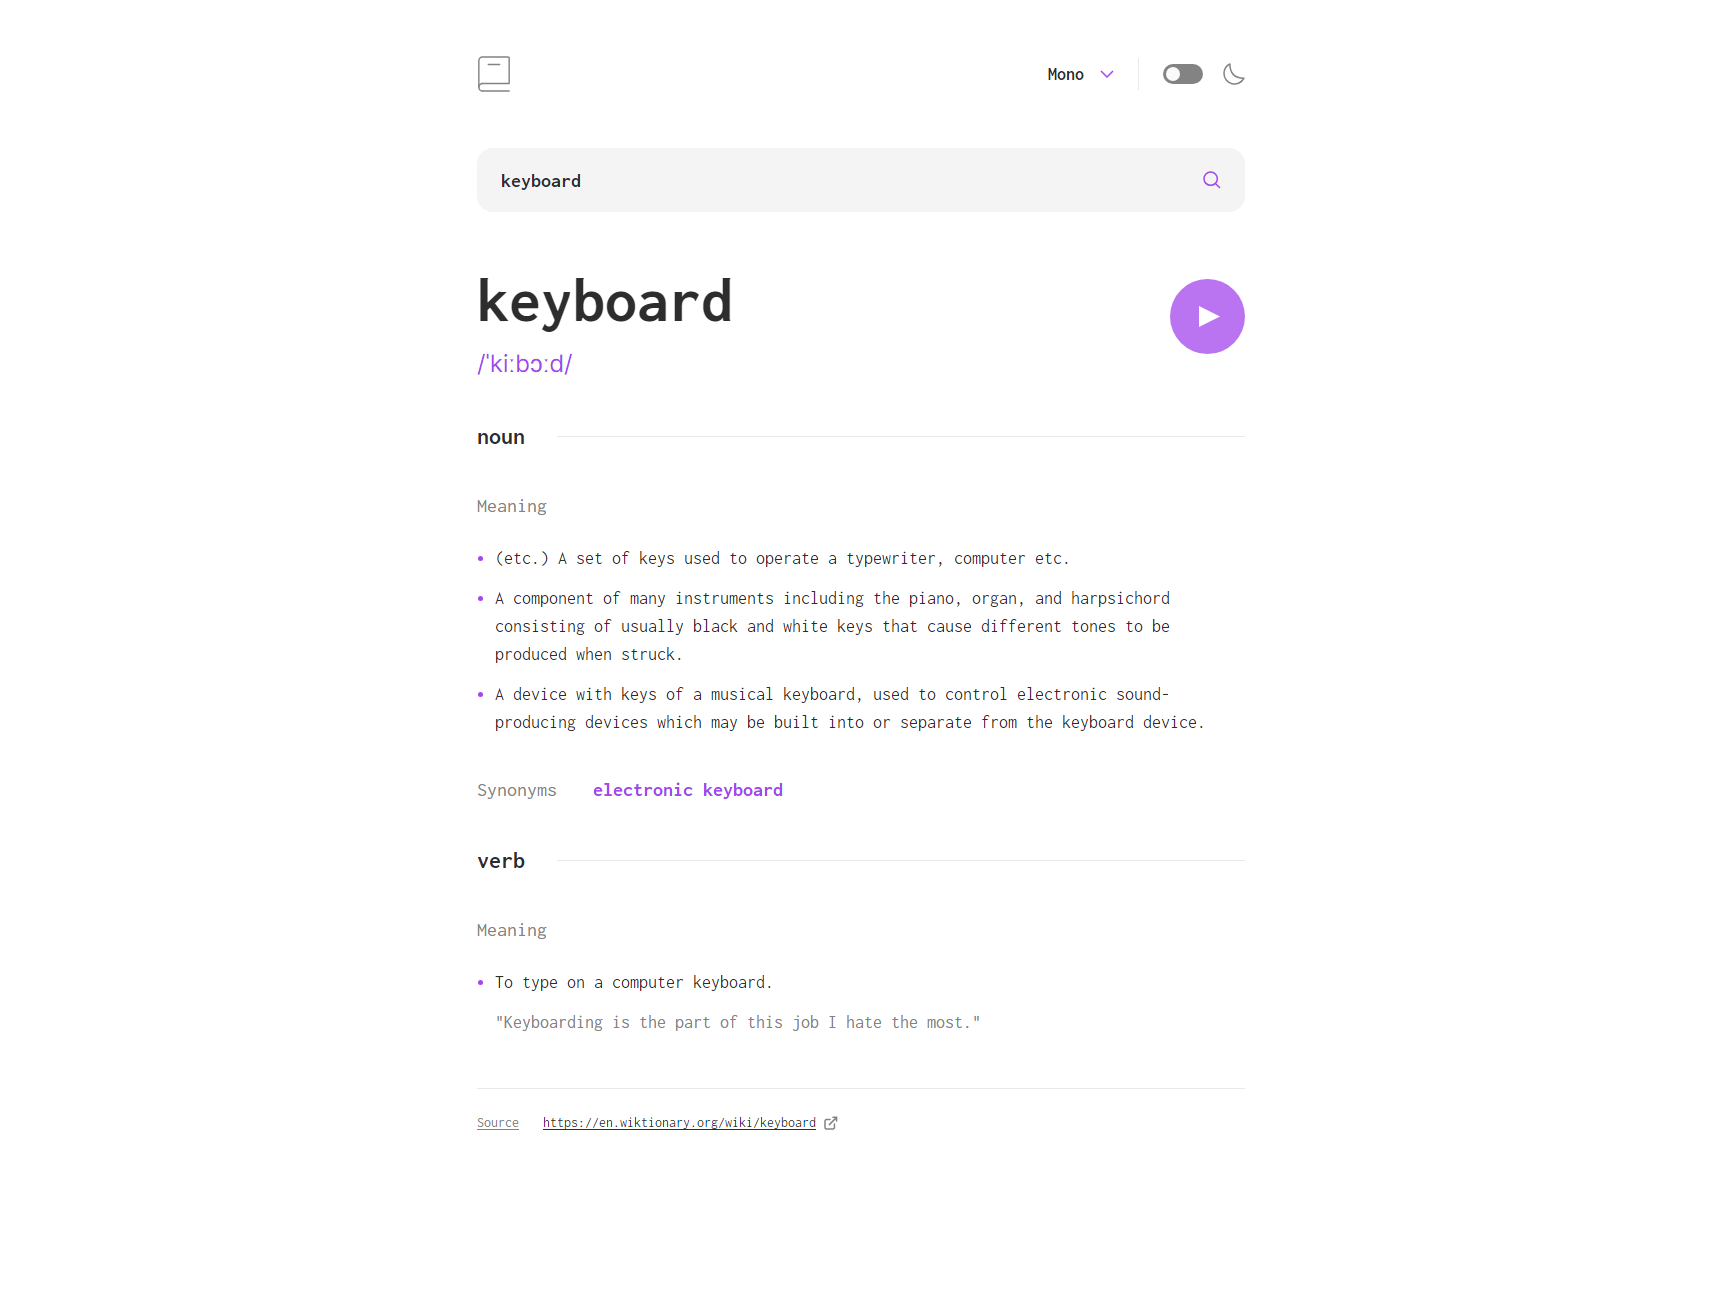 Mono
keyboard
keyboard
/ˈkiːbɔːd/
noun
Meaning
(etc.) A set of keys used to operate a typewriter, computer etc.
A component of many instruments including the piano, organ, and harpsichord
consisting of usually black and white keys that cause different tones to be
produced when struck.
A device with keys of a musical keyboard, used to control electronic sound-
producing devices which may be built into or separate from the keyboard device.
Synonyms electronic keyboard
verb
Meaning
To type on a computer keyboard.
"Keyboarding is the part of this job I hate the most."
Source https://en.wiktionary.org/wiki/keyboard